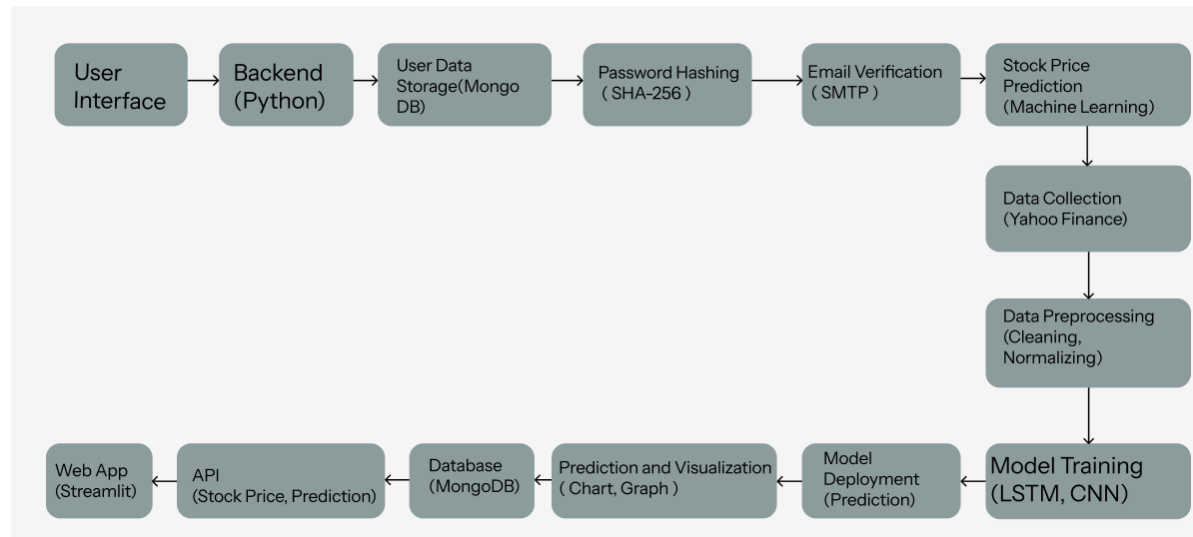 User
Interface
Backend
(Python)
User Data
Storage(Mongo
DB)
Password Hashing
( SHA-256 )
Email Verification
( SMTP )
Stock Price
Prediction
(Machine Learning)
Data Collection
(Yahoo Finance)
Data Preprocessing
(Cleaning,
Normalizing)
Model Training
(LSTM, CNN)
Model
Deployment
(Prediction)
Prediction and Visualization
( Chart, Graph )
Database
(MongoDB)
API
(Stock Price, Prediction)
Web App
(Streamlit)